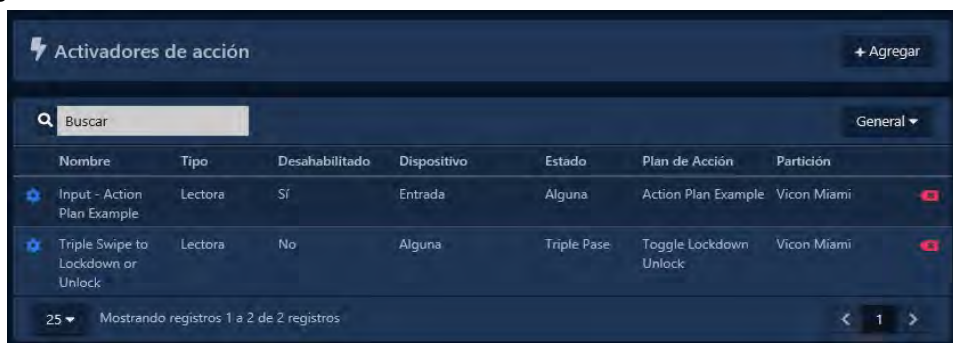 Activadores de acción
+ Agregar
Buscar
General
Nombre Tipo Desahabilitado Dispositivo Estado Plan de Acción Partición
Input - Action Lectora Sí Entrada Alguna Action Plan Example Vicon Miami
Plan Example
Triple Swipe to Lectora No Alguna Triple Pase Toggle Lockdown Vicon Miami
Lockdown or Unlock
Unlock
25 Mostrando registros 1 a 2 de 2 registros < 1 >